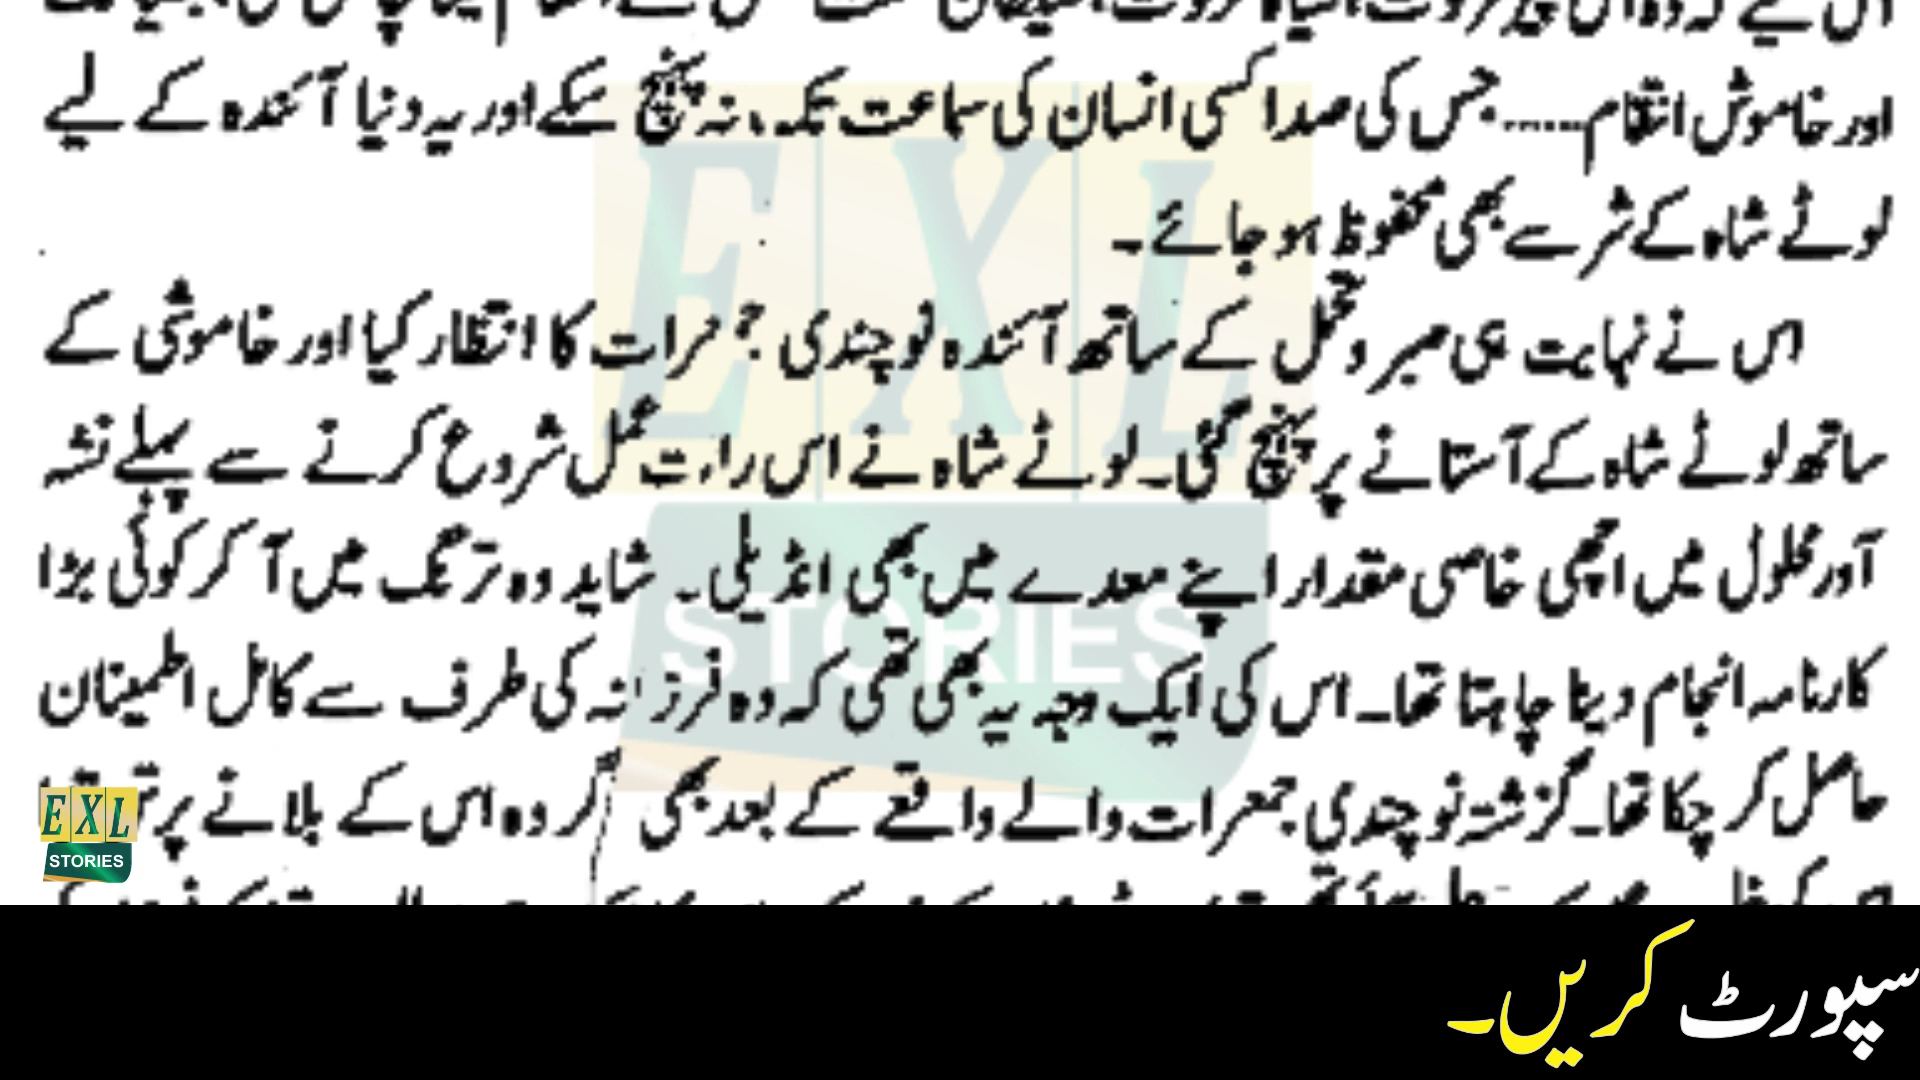 اور خاموش انتقام......جس کی صدا کسی انسان کی سماعت تک نہ پہنچ سکے اور یہ دنیا آئندہ کے لیے
لوٹے شاہ کے شر سے بھی محفوظ ہو جائے۔
اس نے نہایت ہی صبر و تحمل کے ساتھ آئندہ نوچندی جمعرات کا انتظار کیا اور خاموشی کے
ساتھ لوٹے شاہ کے آستانے پر پہنچ گئی۔ لوٹے شاہ نے اس رات عمل شروع کرنے سے پہلے نشہ
آور محلول میں اچھی خاصی مقدار اپنے معدے میں بھی انڈیلی۔ شاید وہ ترنگ میں آ کر کوئی بڑا
کارنامہ انجام دینا چاہتا تھا۔ اس کی ایک وجہ یہ بھی تھی کہ وہ فرزانہ کی طرف سے کامل اطمینان
حاصل کر چکا تھا۔ گزشتہ نوچندی جمعرات والے واقعے کے بعد بھی اگر وہ اس کے بلانے پر
EXL
STORIES
EXL
STORIES
سپورٹ کریں۔